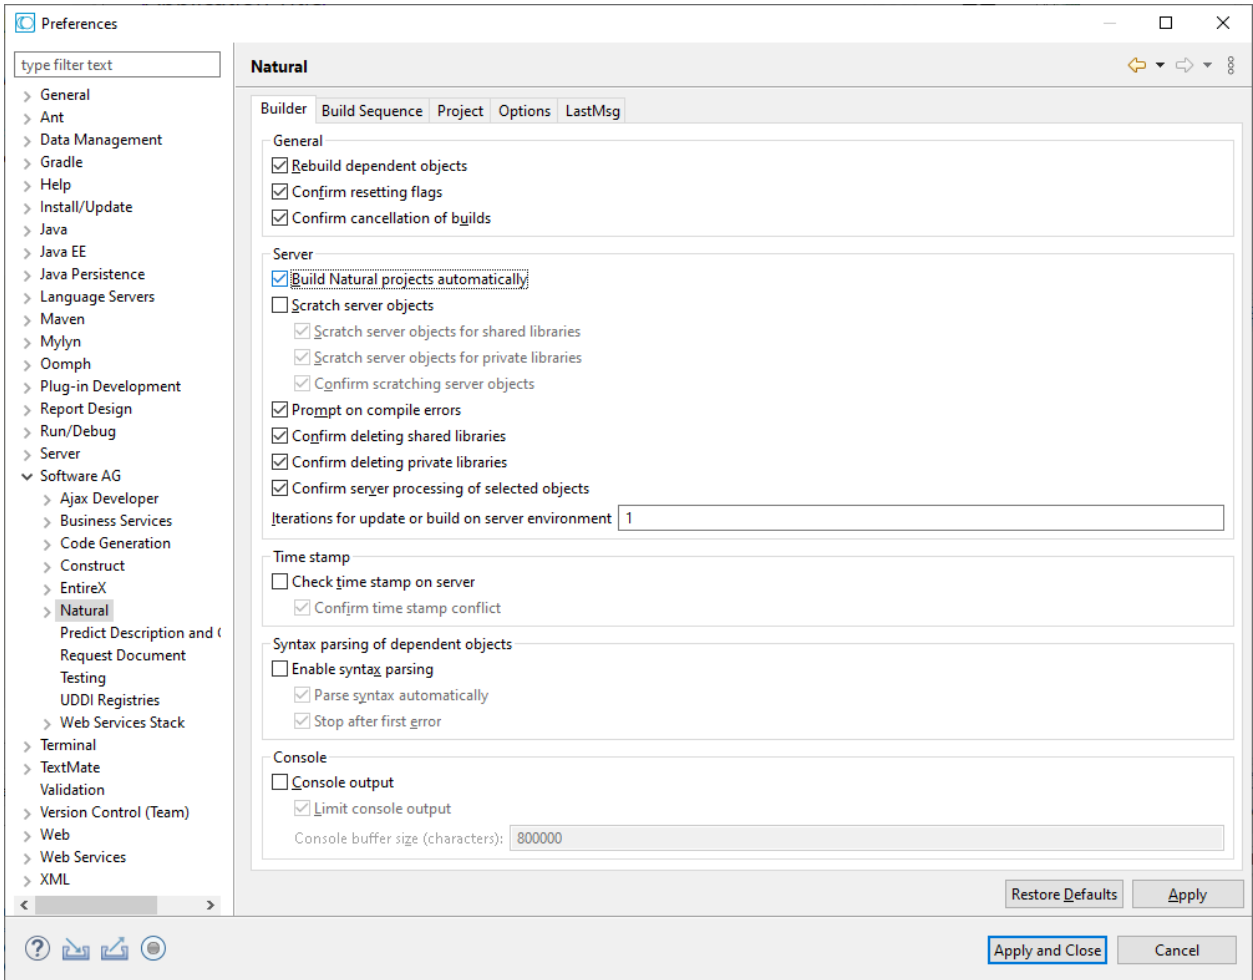 Preferences
type filter text
General
Ant
Data Management
Gradle
Help
Install/Update
Java
Java EE
Java Persistence
Language Servers
Maven
Mylyn
Oomph
Plug-in Development
Report Design
Run/Debug
Server
Software AG
Ajax Developer
Business Services
Code Generation
Construct
EntireX
Natural
Predict Description and
Request Document
Testing
UDDI Registries
Web Services Stack
Terminal
TextMate
Validation
Version Control (Team)
Web
Web Services
XML
Natural
Builder Build Sequence Project Options LastMsg
General
Rebuild dependent objects
Confirm resetting flags
Confirm cancellation of builds
Server
Build Natural projects automatically
Scratch server objects
Scratch server objects for shared libraries
Scratch server objects for private libraries
Confirm scratching server objects
Prompt on compile errors
Confirm deleting shared libraries
Confirm deleting private libraries
Confirm server processing of selected objects
Iterations for update or build on server environment 1
Time stamp
Check time stamp on server
Confirm time stamp conflict
Syntax parsing of dependent objects
Enable syntax parsing
Parse syntax automatically
Stop after first error
Console
Console output
Limit console output
Console buffer size (characters): 800000
Restore Defaults Apply
Apply and Close Cancel